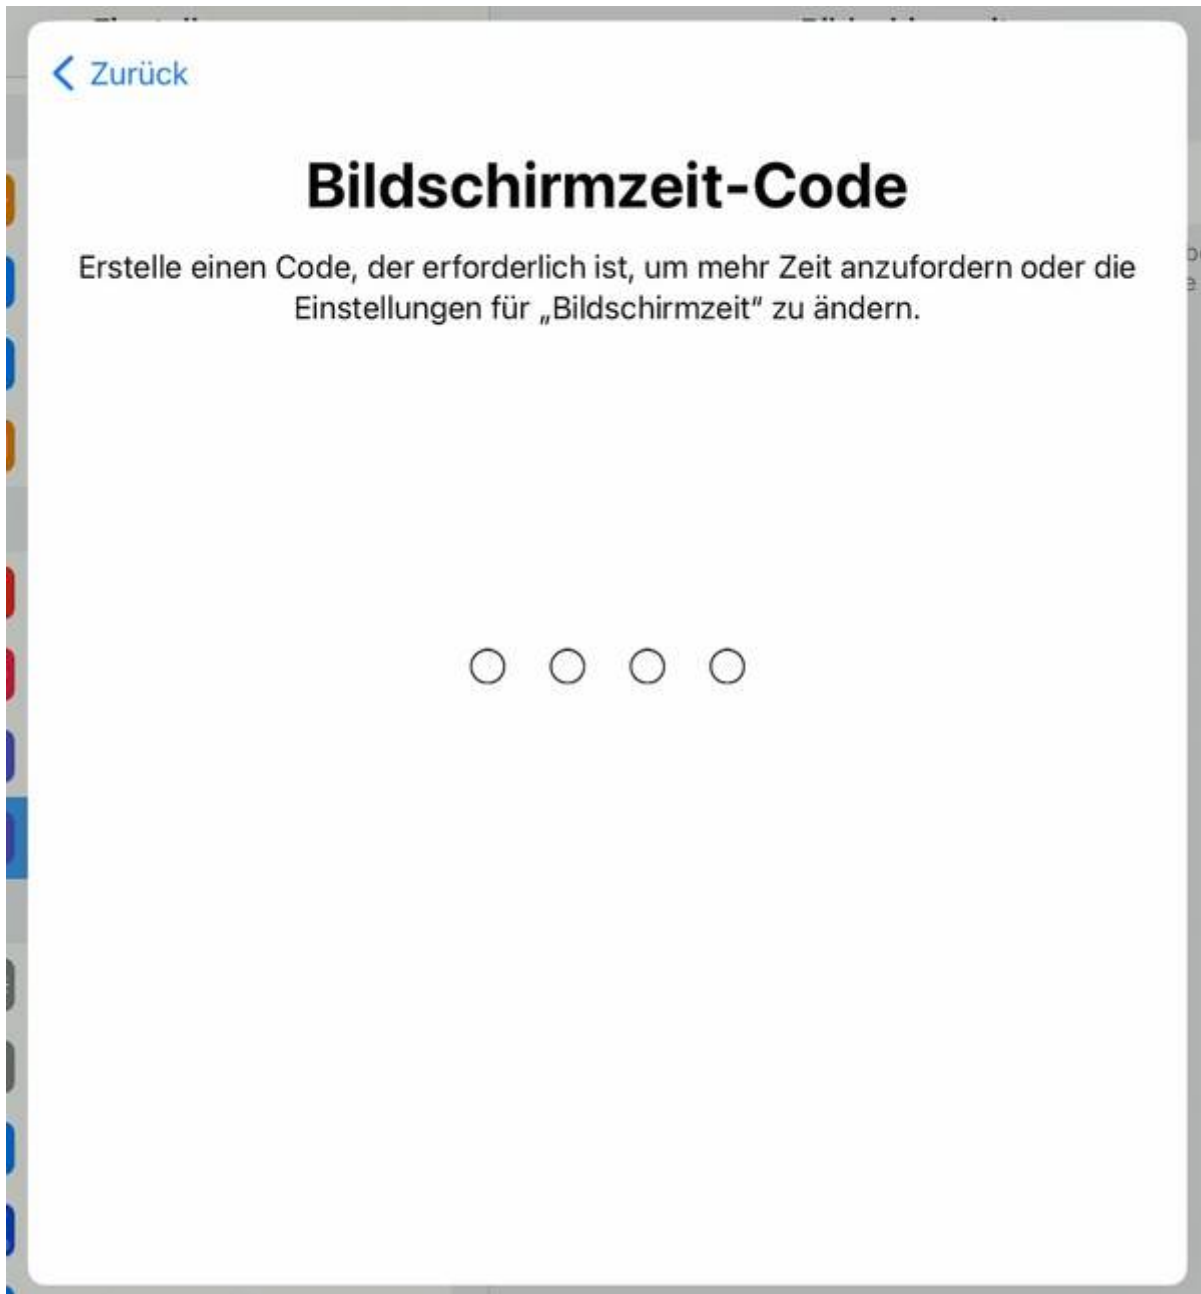 Zurück
Bildschirmzeit-Code
Erstelle einen Code, der erforderlich ist, um mehr Zeit anzufordern oder die
Einstellungen für „Bildschirmzeit“ zu ändern.